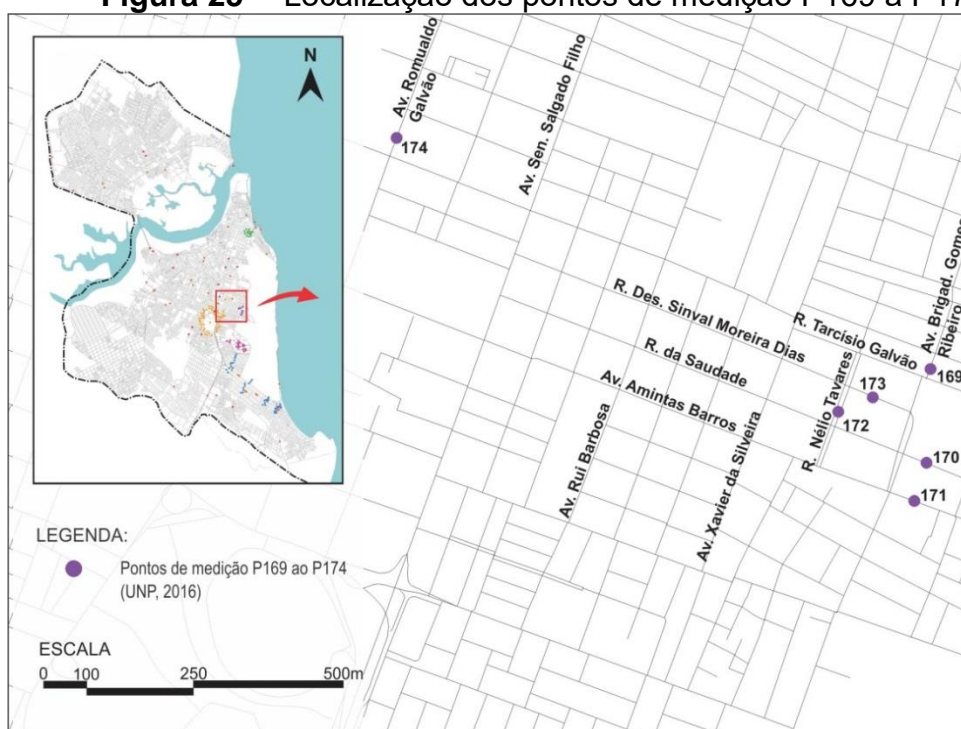 Localização dos pontos de medição P169 a P17
N
Av. Romualdo
Galvão
174
Av. Sen. Salgado Filho
R. Des. Sinval Moreira Dias
R. Tarcísio Galvão
Av. Brigad. Gomes
Ribeiro
169
R. da Saudade
Av. Amintas Barros
R. Nélio Tavares
173
172
170
171
Av. Rui Barbosa
Av. Xavier da Silveira
LEGENDA:
Pontos de medição P169 ao P174
(UNP, 2016)
ESCALA
0 100 250 500m